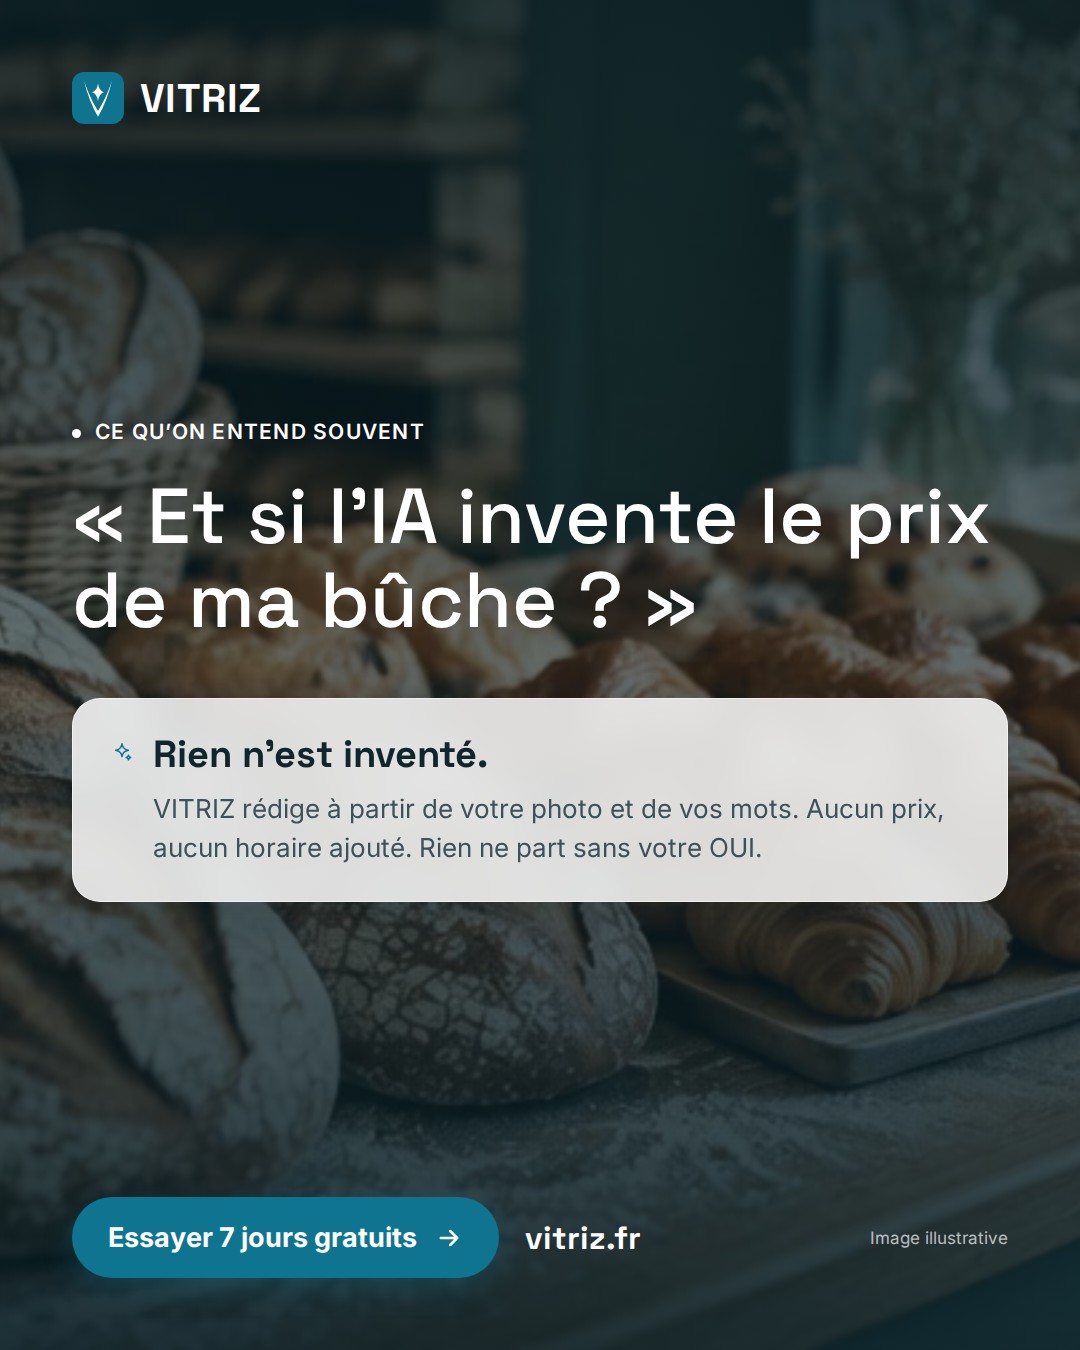 VITRIZ
CE QU’ON ENTEND SOUVENT
« Et si l’IA invente le prix
de ma bûche ? »
Rien n’est inventé.
VITRIZ rédige à partir de votre photo et de vos mots. Aucun prix,
aucun horaire ajouté. Rien ne part sans votre OUI.
Essayer 7 jours gratuits →
vitriz.fr
Image illustrative